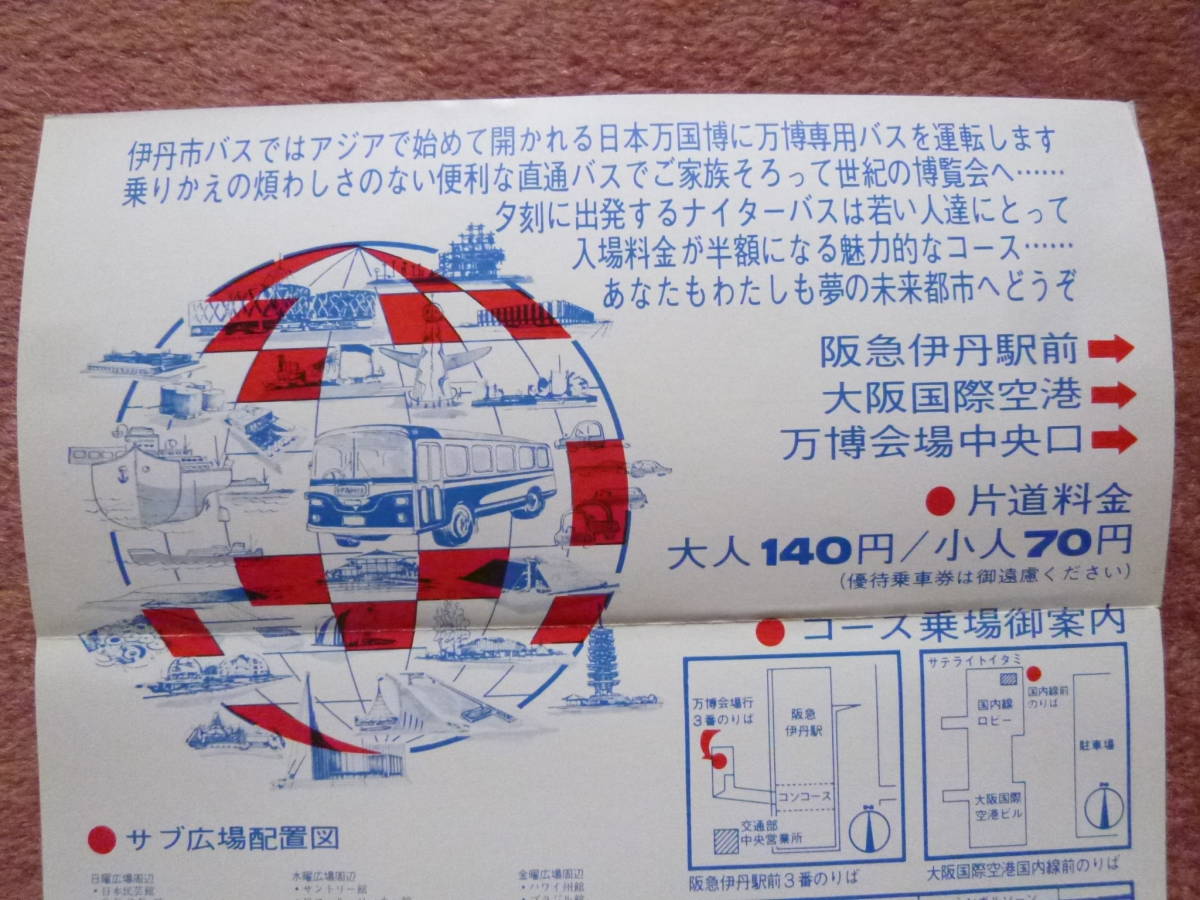 伊丹市バスではアジアで始めて開かれる日本万国博に万博専用バスを運転します
乗りかえの煩わしさのない便利な直通バスでご家族そろって世紀の博覧会へ……
夕刻に出発するナイターバスは若い人達にとって
入場料金が半額になる魅力的なコース……
あなたもわたしも夢の未来都市へどうぞ
阪急伊丹駅前
大阪国際空港
万博会場中央口
●片道料金
大人140円／小人70円
(優待乗車券は御遠慮ください)
●コース乗場御案内
万博会場行
3番のりば
阪急
伊丹駅
コンコース
交通部
中央営業所
阪急伊丹駅前3番のりば
サテライトイタミ
国内線
ロビー
国内線前
のりば
駐車場
大阪国際
空港ビル
大阪国際空港国内線前のりば
●サブ広場配置図
日曜広場周辺
・日本民芸館
水曜広場周辺
・サントリー館
金曜広場周辺
・ハワイ州館
・ブラジル館